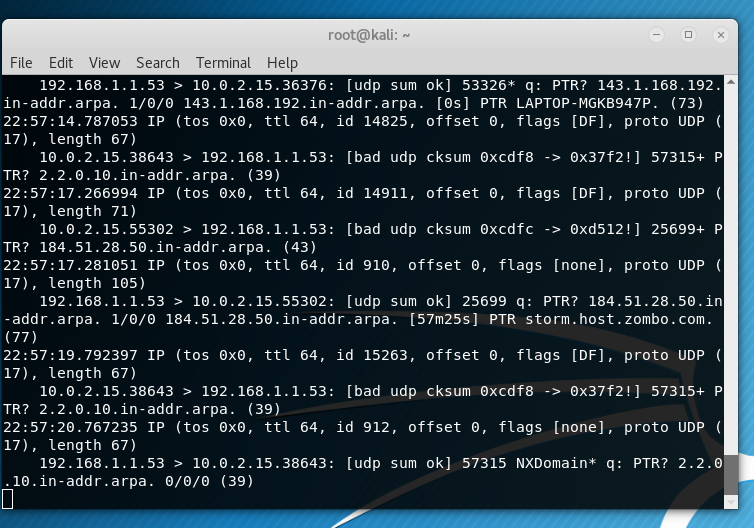 root@kali: ~
File Edit View Search Terminal Help
192.168.1.1.53 > 10.0.2.15.36376: [udp sum ok] 53326* q: PTR? 143.1.168.192.
in-addr.arpa. 1/0/0 143.1.168.192.in-addr.arpa. [0s] PTR LAPTOP-MGKB947P. (73)
22:57:14.787053 IP (tos 0x0, ttl 64, id 14825, offset 0, flags [DF], proto UDP (
17), length 67)
10.0.2.15.38643 > 192.168.1.1.53: [bad udp cksum 0xcdf8 -> 0x37f2!] 57315+ P
TR? 2.2.0.10.in-addr.arpa. (39)
22:57:17.266994 IP (tos 0x0, ttl 64, id 14911, offset 0, flags [DF], proto UDP (
17), length 71)
10.0.2.15.55302 > 192.168.1.1.53: [bad udp cksum 0xcdfc -> 0xd512!] 25699+ P
TR? 184.51.28.50.in-addr.arpa. (43)
22:57:17.281051 IP (tos 0x0, ttl 64, id 910, offset 0, flags [none], proto UDP (
17), length 105)
192.168.1.1.53 > 10.0.2.15.55302: [udp sum ok] 25699 q: PTR? 184.51.28.50.in
-addr.arpa. 1/0/0 184.51.28.50.in-addr.arpa. [57m25s] PTR storm.host.zombo.com.
(77)
22:57:19.792397 IP (tos 0x0, ttl 64, id 15263, offset 0, flags [DF], proto UDP (
17), length 67)
10.0.2.15.38643 > 192.168.1.1.53: [bad udp cksum 0xcdf8 -> 0x37f2!] 57315+ P
TR? 2.2.0.10.in-addr.arpa. (39)
22:57:20.767235 IP (tos 0x0, ttl 64, id 912, offset 0, flags [none], proto UDP (
17), length 67)
192.168.1.1.53 > 10.0.2.15.38643: [udp sum ok] 57315 NXDomain* q: PTR? 2.2.0
.10.in-addr.arpa. 0/0/0 (39)